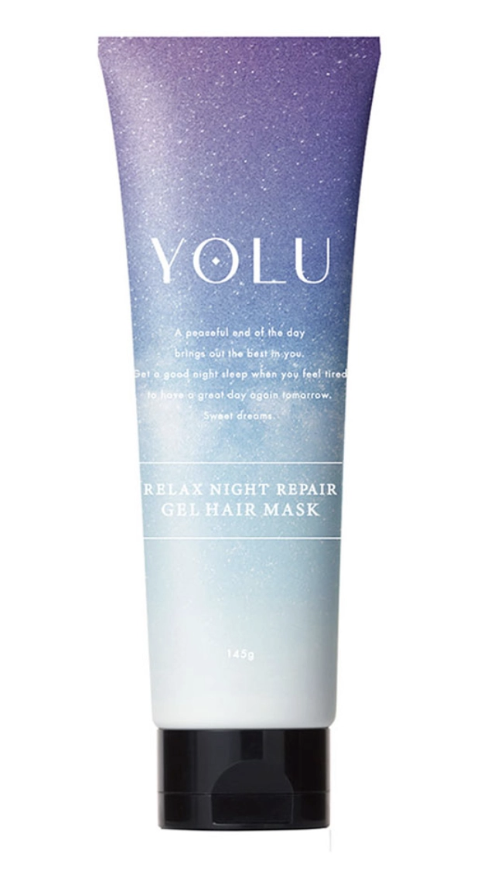 YOLU
A peaceful end of the day
brings out the best in you.
Get a good night sleep when you feel tired
to have a great day again tomorrow.
Sweet dreams.
RELAX NIGHT REPAIR
GEL HAIR MASK
145g